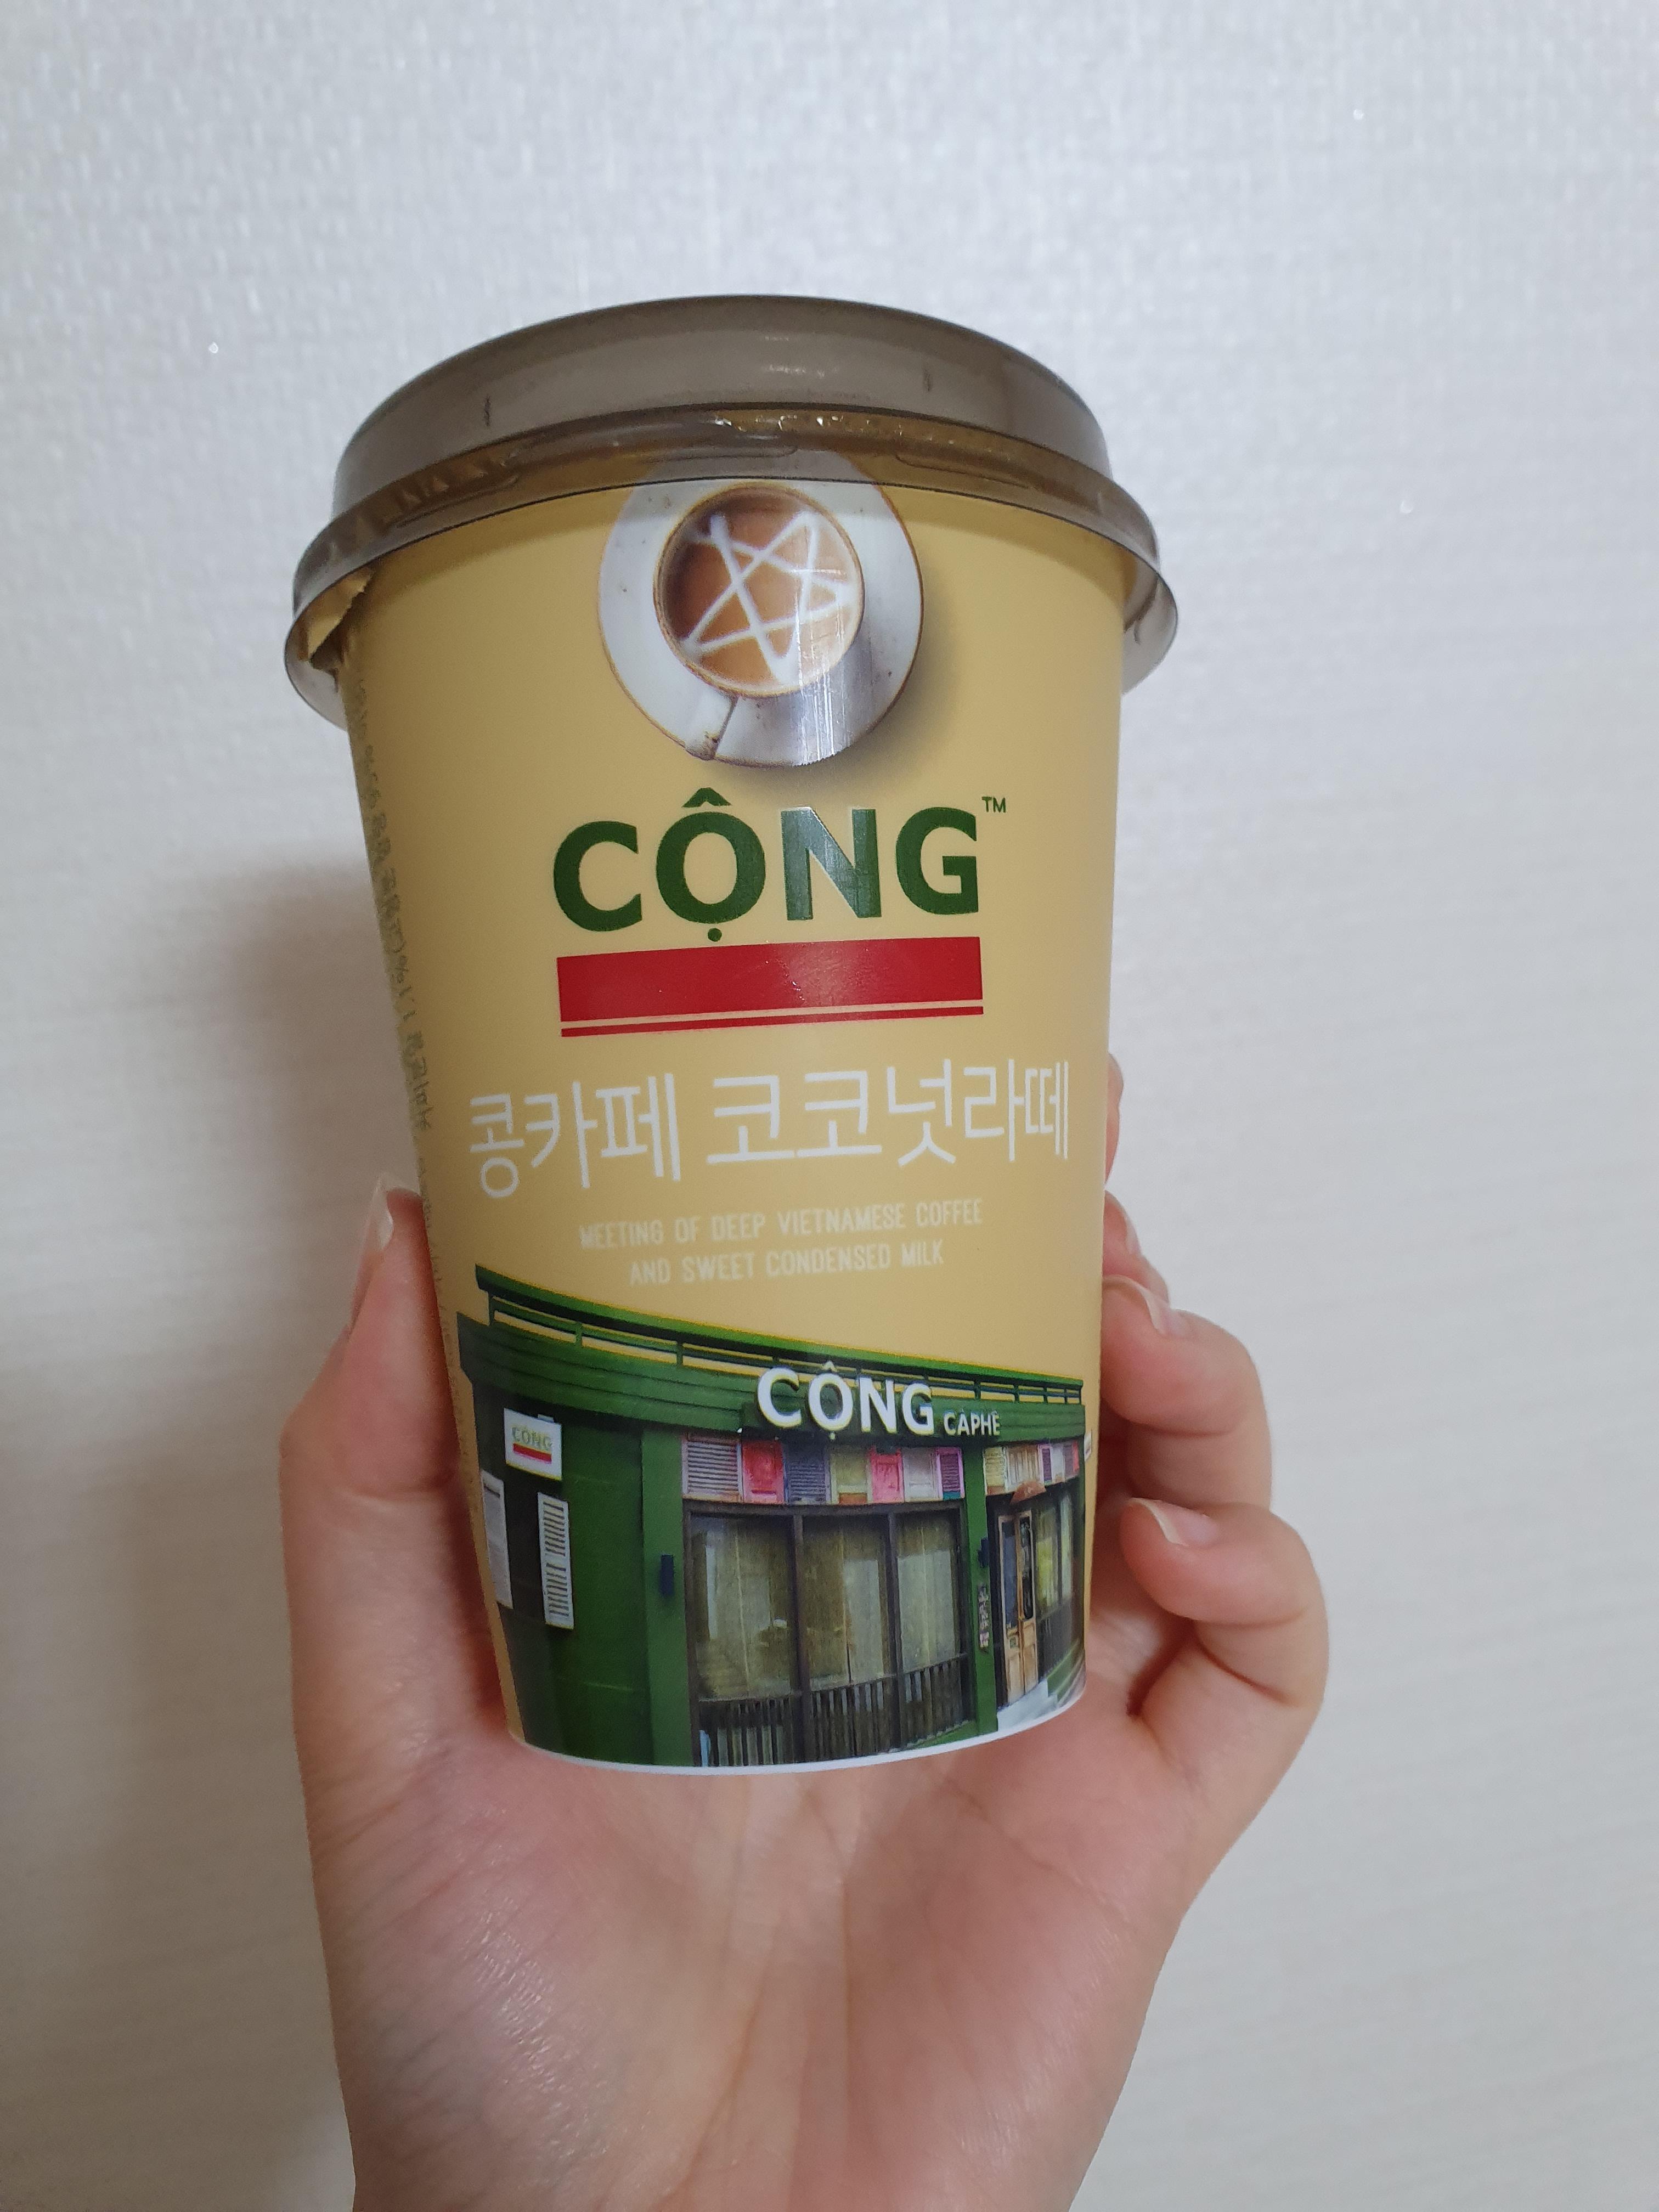 CỘNG™
콩카페 코코넛라떼
MEETING OF DEEP VIETNAMESE COFFEE
AND SWEET CONDENSED MILK
CỘNG CÀPHÊ
CỘNG